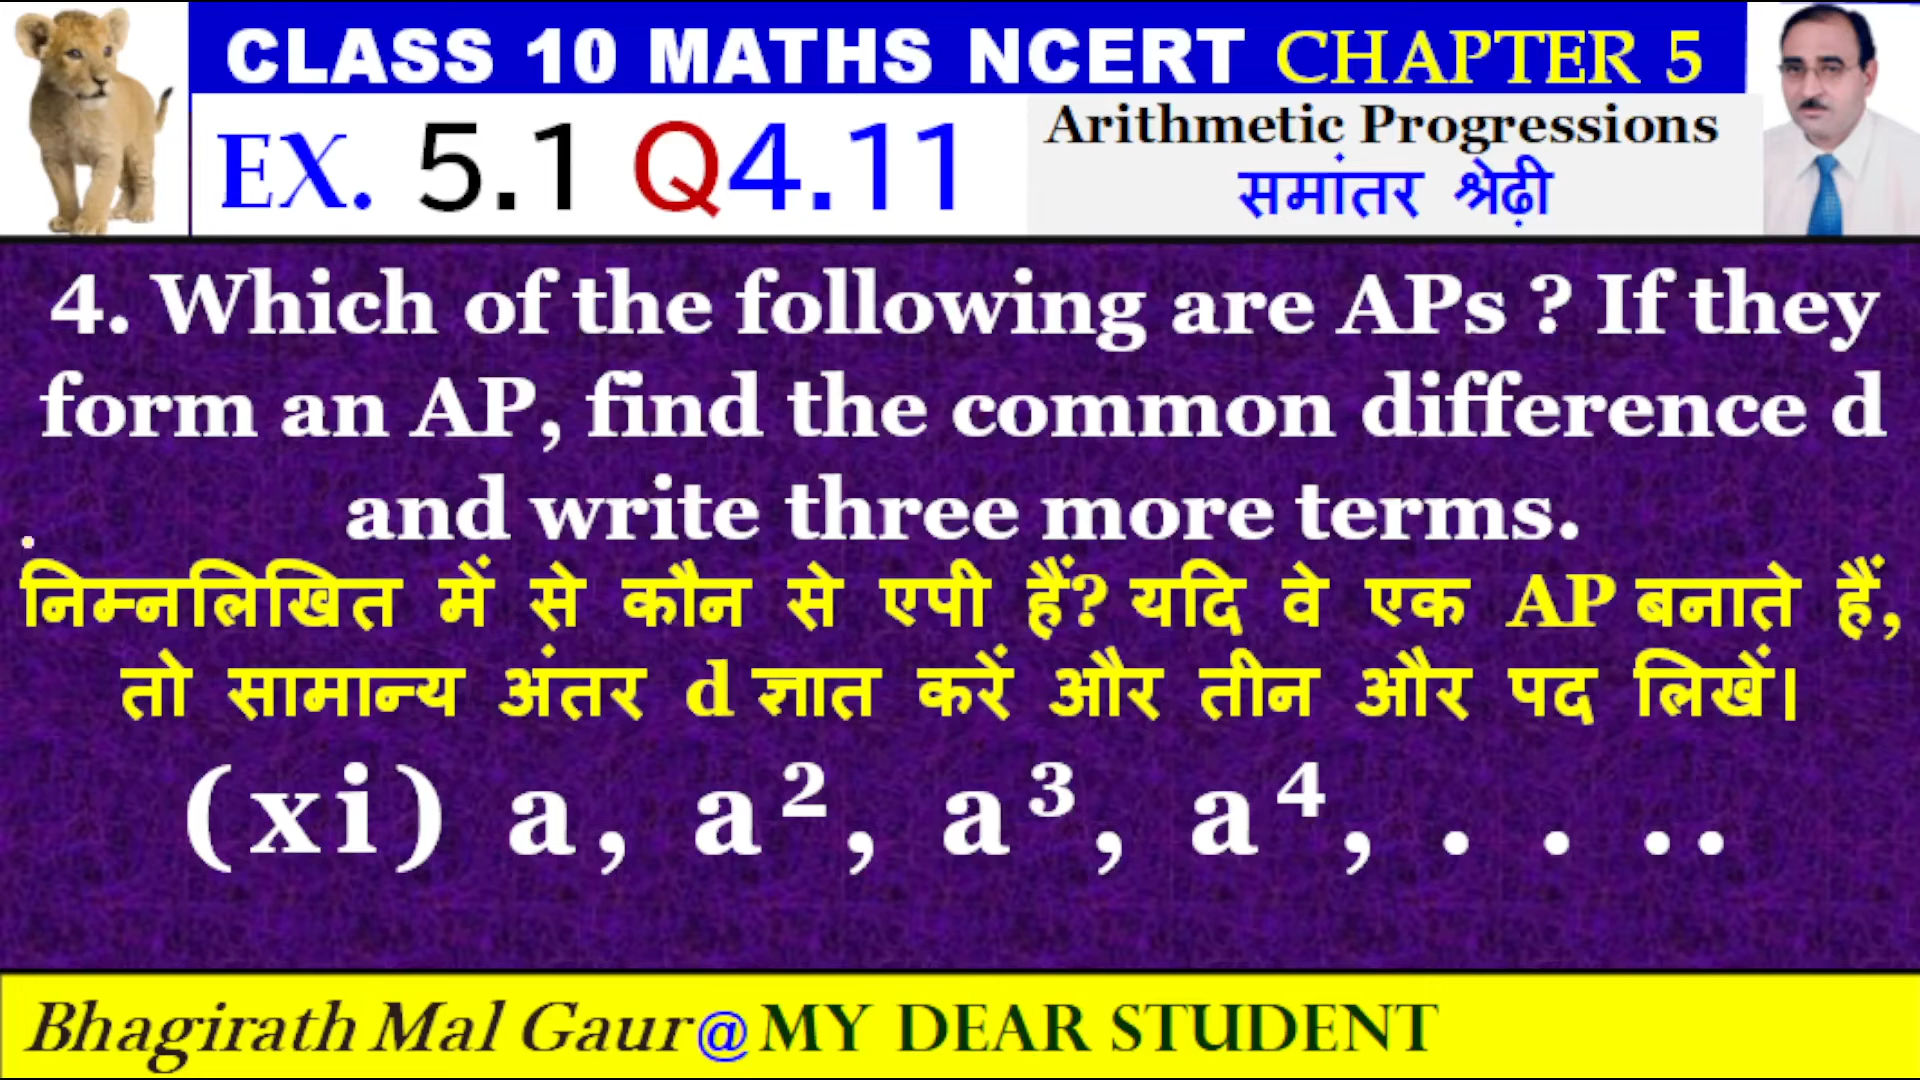 CLASS 10 MATHS NCERT CHAPTER 5
EX. 5.1 Q4.11
Arithmetic Progressions
समांतर श्रेढ़ी
4. Which of the following are APs ? If they
form an AP, find the common difference d
and write three more terms.
निम्नलिखित में से कौन से एपी हैं? यदि वे एक AP बनाते हैं,
तो सामान्य अंतर d ज्ञात करें और तीन और पद लिखें।
(xi) a, a², a³, a⁴, . . . .
Bhagirath Mal Gaur@MY DEAR STUDENT